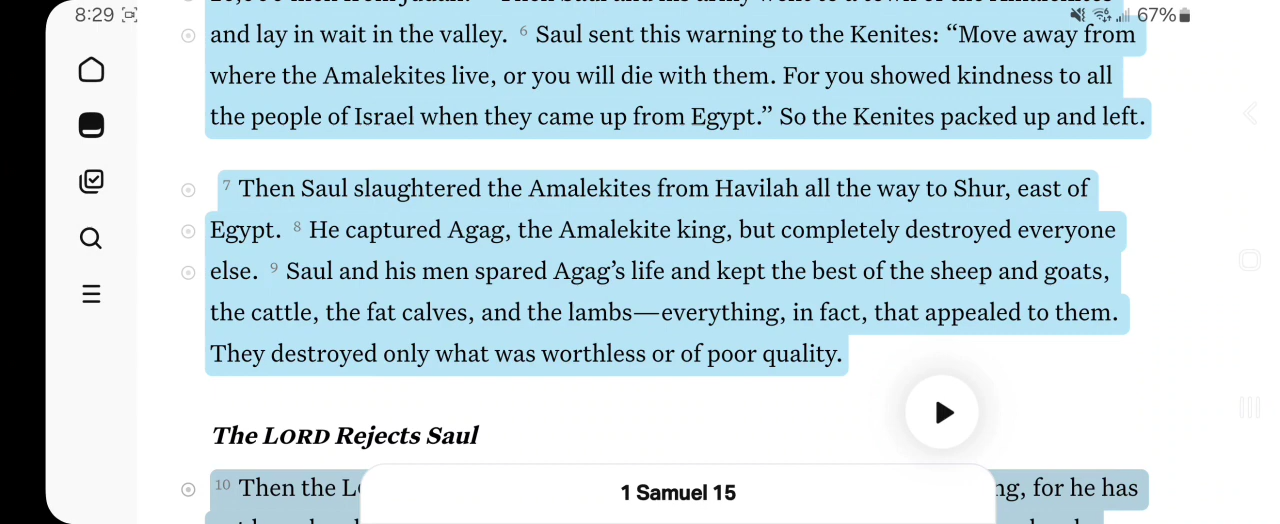 8:29
67%
and lay in wait in the valley. 6 Saul sent this warning to the Kenites: “Move away from
where the Amalekites live, or you will die with them. For you showed kindness to all
the people of Israel when they came up from Egypt.” So the Kenites packed up and left.
7 Then Saul slaughtered the Amalekites from Havilah all the way to Shur, east of
Egypt. 8 He captured Agag, the Amalekite king, but completely destroyed everyone
else. 9 Saul and his men spared Agag’s life and kept the best of the sheep and goats,
the cattle, the fat calves, and the lambs—everything, in fact, that appealed to them.
They destroyed only what was worthless or of poor quality.
The LORD Rejects Saul
10 Then the for he has
1 Samuel 15